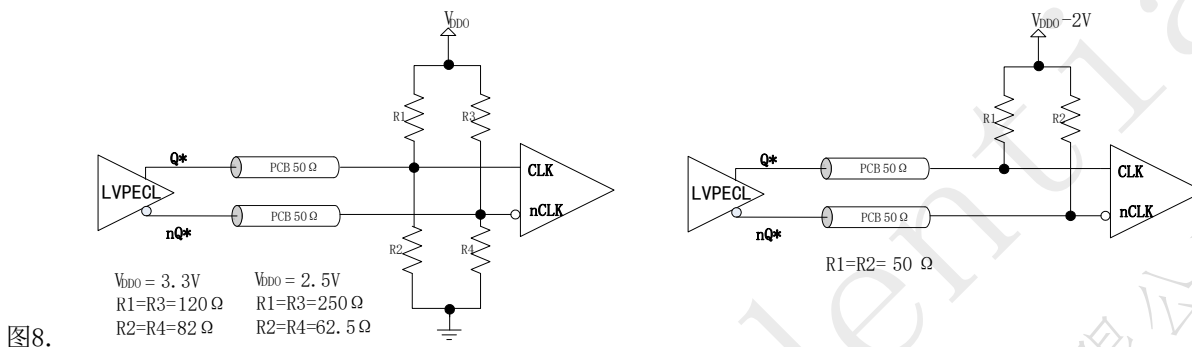 VDDO
R1
R3
Q*
PCB 50 Ω
CLK
LVPECL
PCB 50 Ω
nCLK
nQ*
R2
R4
VDDO = 3.3V
R1=R3=120 Ω
R2=R4=82 Ω
VDDO = 2.5V
R1=R3=250 Ω
R2=R4=62.5 Ω
VDDO-2V
R1
R2
Q*
PCB 50 Ω
CLK
LVPECL
PCB 50 Ω
nCLK
nQ*
R1=R2= 50 Ω
图8.